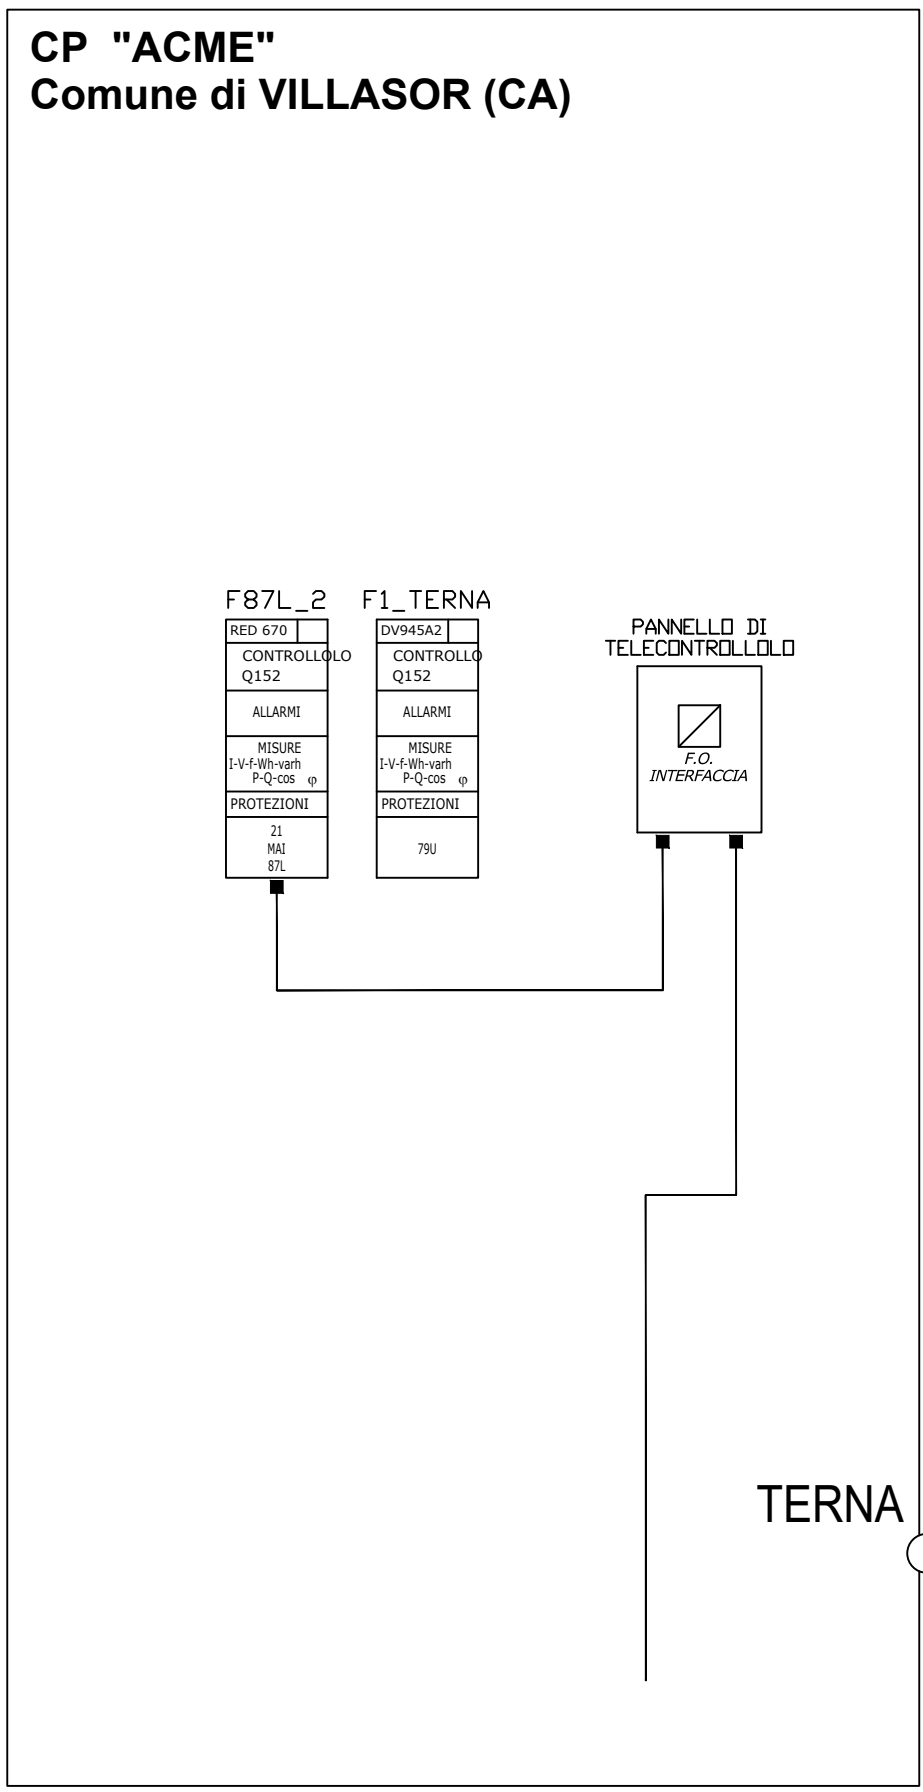 CP "ACME"
Comune di VILLASOR (CA)
F87L_2
RED 670
CONTROLLOLO
Q152
ALLARMI
MISURE
I-V-f-Wh-varh
P-Q-cos φ
PROTEZIONI
21
MAI
87L
F1_TERNA
DV945A2
CONTROLLO
Q152
ALLARMI
MISURE
I-V-f-Wh-varh
P-Q-cos φ
PROTEZIONI
79U
PANNELLO DI
TELECONTROLLOLO
F.O.
INTERFACCIA
TERNA